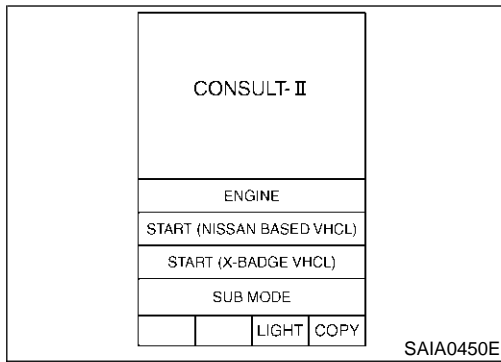 CONSULT-II
ENGINE
START (NISSAN BASED VHCL)
START (X-BADGE VHCL)
SUB MODE
LIGHT COPY
SAIA0450E